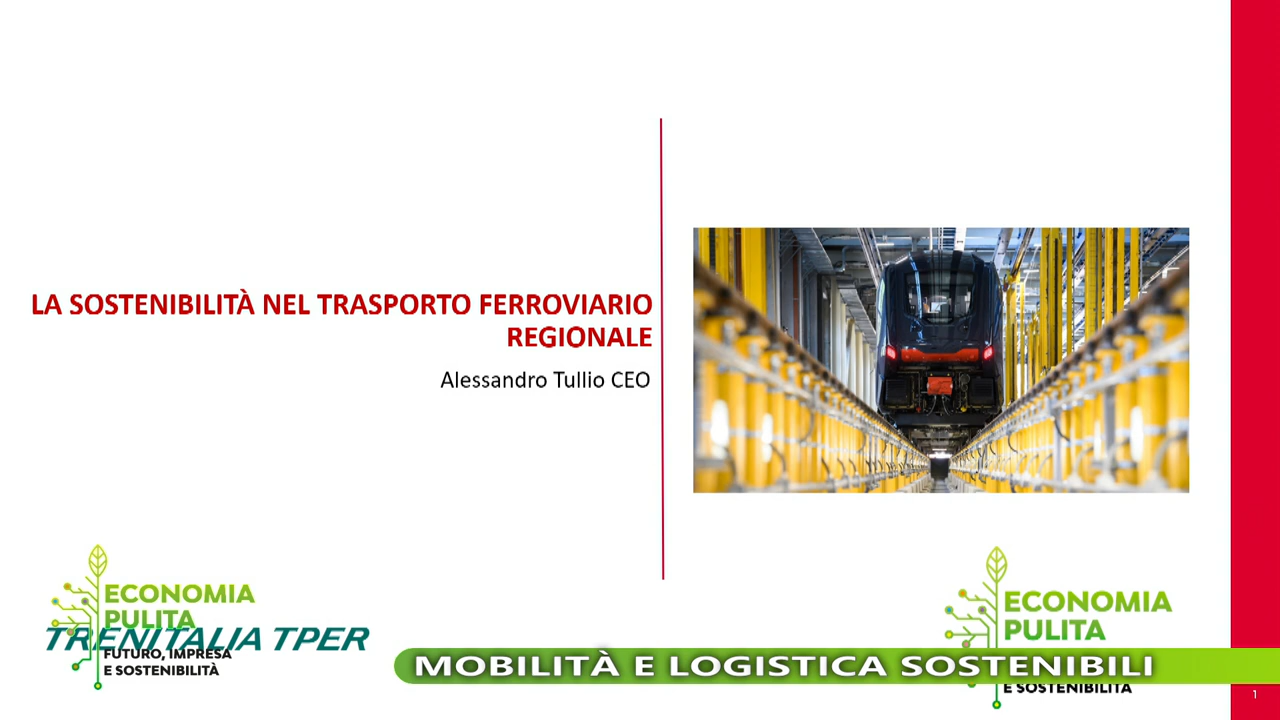 LA SOSTENIBILITÀ NEL TRASPORTO FERROVIARIO
REGIONALE
Alessandro Tullio CEO
ECONOMIA
PULITA
TRENITALIA TPER
FUTURO, IMPRESA
E SOSTENIBILITÀ
ECONOMIA
PULITA
MOBILITÀ E LOGISTICA SOSTENIBILI
E SOSTENIBILITÀ
1